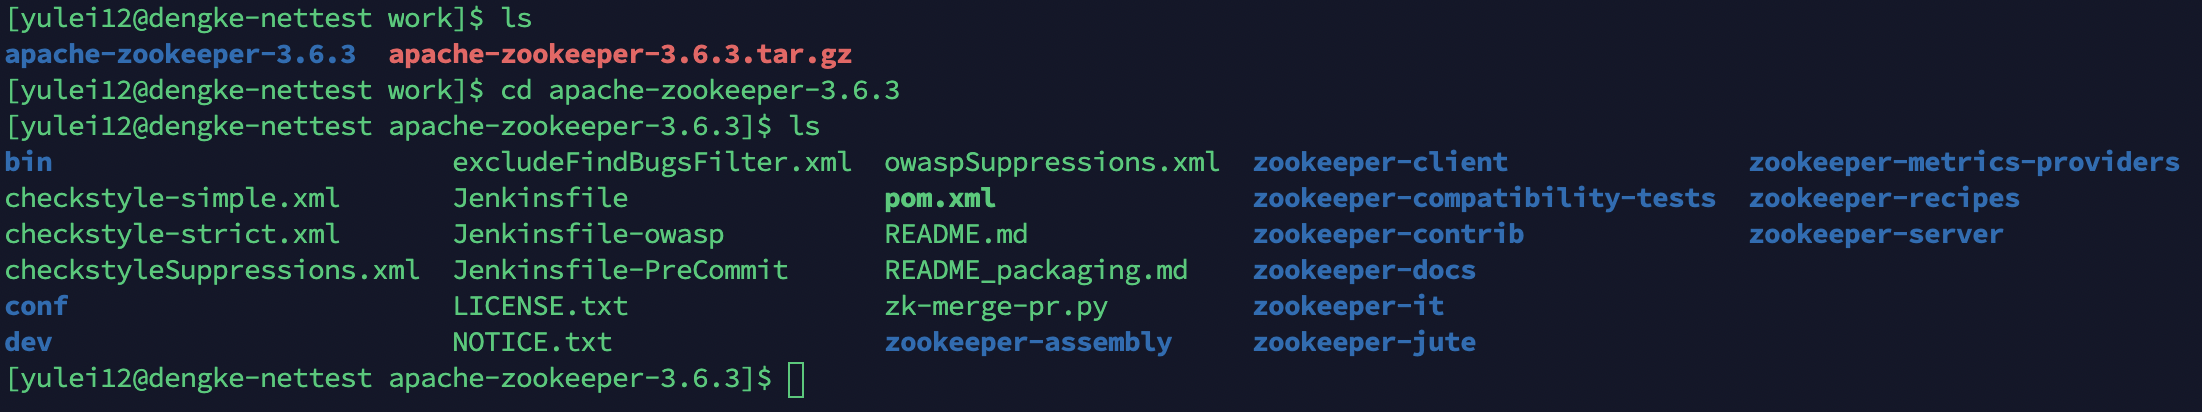 [yulei12@dengke-nettest work]$ ls
apache-zookeeper-3.6.3  apache-zookeeper-3.6.3.tar.gz
[yulei12@dengke-nettest work]$ cd apache-zookeeper-3.6.3
[yulei12@dengke-nettest apache-zookeeper-3.6.3]$ ls
bin                         excludeFindBugsFilter.xml  owaspSuppressions.xml  zookeeper-client               zookeeper-metrics-providers
checkstyle-simple.xml       Jenkinsfile                pom.xml                zookeeper-compatibility-tests  zookeeper-recipes
checkstyle-strict.xml       Jenkinsfile-owasp          README.md              zookeeper-contrib              zookeeper-server
checkstyleSuppressions.xml  Jenkinsfile-PreCommit      README_packaging.md    zookeeper-docs
conf                        LICENSE.txt                zk-merge-pr.py         zookeeper-it
dev                         NOTICE.txt                 zookeeper-assembly     zookeeper-jute
[yulei12@dengke-nettest apache-zookeeper-3.6.3]$